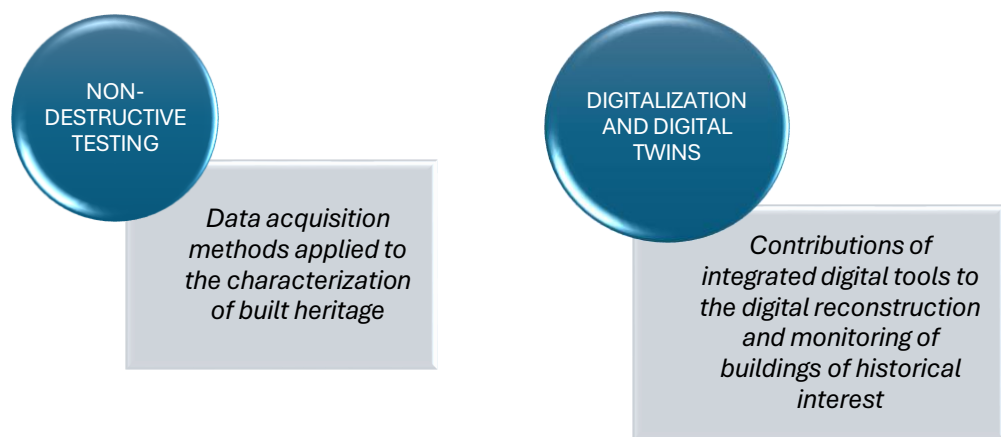 NON-
DESTRUCTIVE
TESTING
Data acquisition
methods applied to
the characterization
of built heritage
DIGITALIZATION
AND DIGITAL
TWINS
Contributions of
integrated digital tools to
the digital reconstruction
and monitoring of
buildings of historical
interest